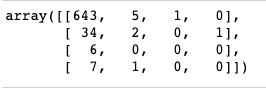 array([[643,   5,   1,   0],
       [ 34,   2,   0,   1],
       [  6,   0,   0,   0],
       [  7,   1,   0,   0]])